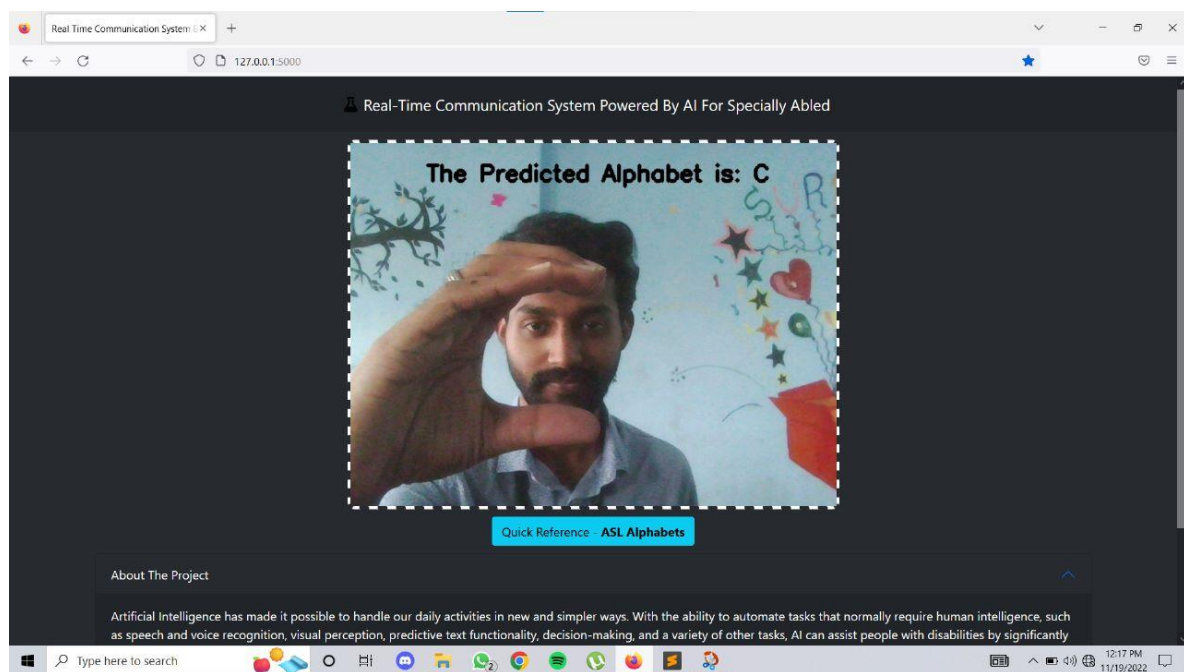 Real Time Communication System
127.0.0.1:5000
Real-Time Communication System Powered By AI For Specially Abled
The Predicted Alphabet is: C
SUR
Quick Reference - ASL Alphabets
About The Project
Artificial Intelligence has made it possible to handle our daily activities in new and simpler ways. With the ability to automate tasks that normally require human intelligence, such
as speech and voice recognition, visual perception, predictive text functionality, decision-making, and a variety of other tasks, AI can assist people with disabilities by significantly
Type here to search
2
12:17 PM
11/19/2022